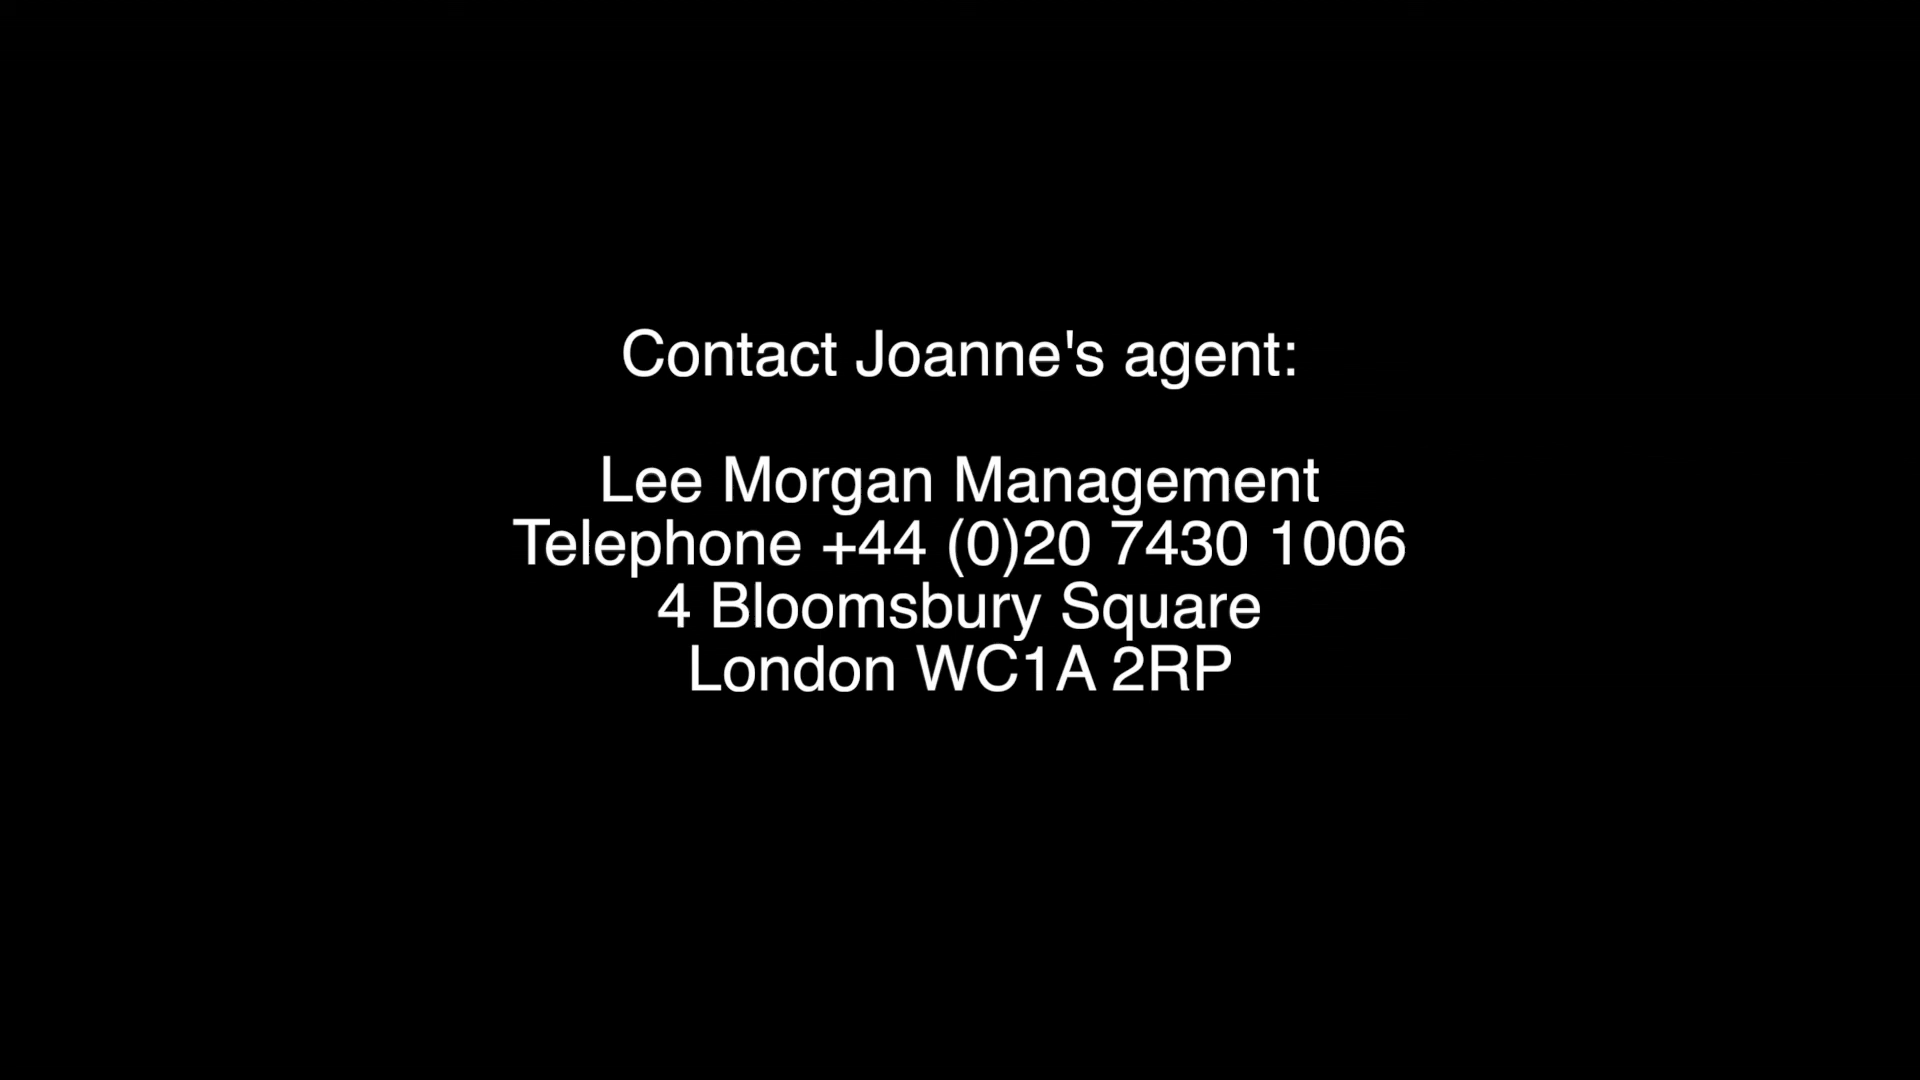 Contact Joanne's agent:
Lee Morgan Management
Telephone +44 (0)20 7430 1006
4 Bloomsbury Square
London WC1A 2RP